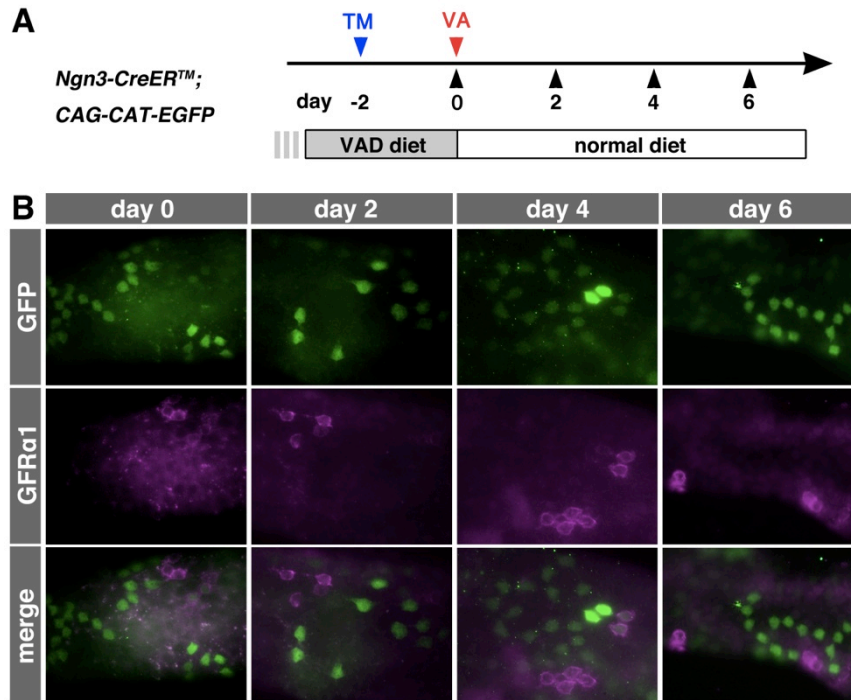 A
TM VA
Ngn3-CreER™;
CAG-CAT-EGFP
day -2 0 2 4 6
VAD diet normal diet
B
day 0 day 2 day 4 day 6
GFP
GFRα1
merge